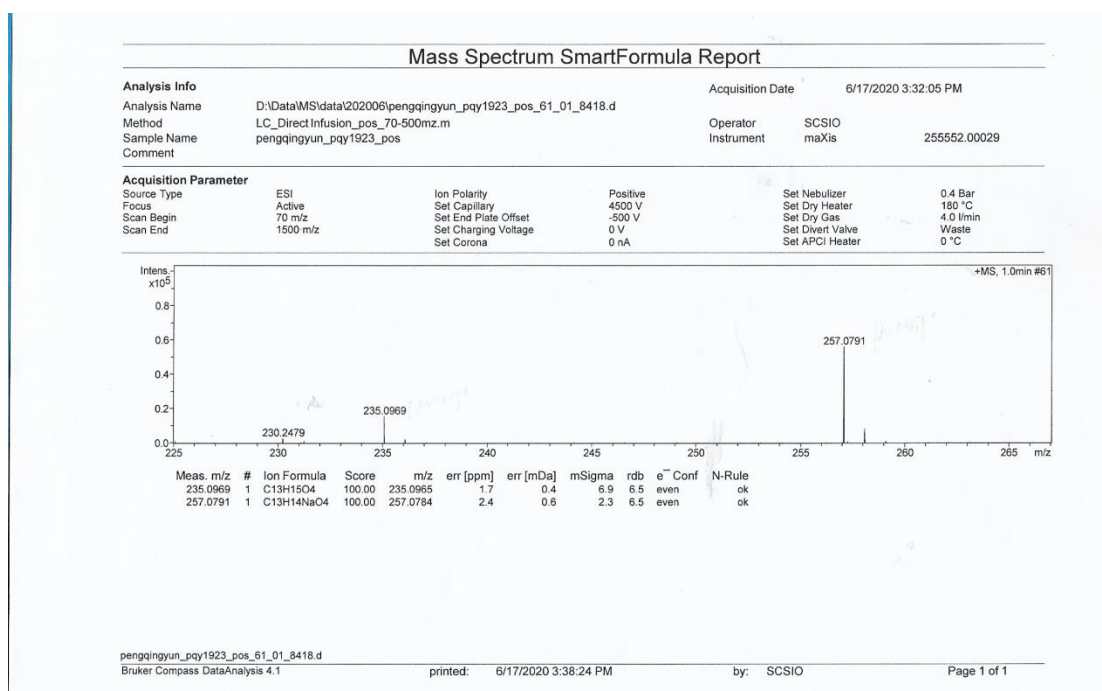 Mass Spectrum SmartFormula Report
Analysis Info
Acquisition Date 6/17/2020 3:32:05 PM
Analysis Name D:\Data\MS\data\202006\pengqingyun_pqy1923_pos_61_01_8418.d
Method LC_Direct Infusion_pos_70-500mz.m
Operator SCSIO
Sample Name pengqingyun_pqy1923_pos
Instrument maXis 255552.00029
Comment
Acquisition Parameter
Source Type ESI Ion Polarity Positive Set Nebulizer 0.4 Bar
Focus Active Set Capillary 4500 V Set Dry Heater 180 °C
Scan Begin 70 m/z Set End Plate Offset -500 V Set Dry Gas 4.0 l/min
Scan End 1500 m/z Set Charging Voltage 0 V Set Divert Valve Waste
Set Corona 0 nA Set APCI Heater 0 °C
Intens.
x10^5
+MS, 1.0min #61
0.8
0.6
257.0791
0.4
0.2
235.0969
230.2479
0.0
225 230 235 240 245 250 255 260 265 m/z
Meas. m/z # Ion Formula Score m/z err [ppm] err [mDa] mSigma rdb e⁻ Conf N-Rule
235.0969 1 C13H15O4 100.00 235.0965 1.7 0.4 6.9 6.5 even ok
257.0791 1 C13H14NaO4 100.00 257.0784 2.4 0.6 2.3 6.5 even ok
pengqingyun_pqy1923_pos_61_01_8418.d
Bruker Compass DataAnalysis 4.1 printed: 6/17/2020 3:38:24 PM by: SCSIO Page 1 of 1